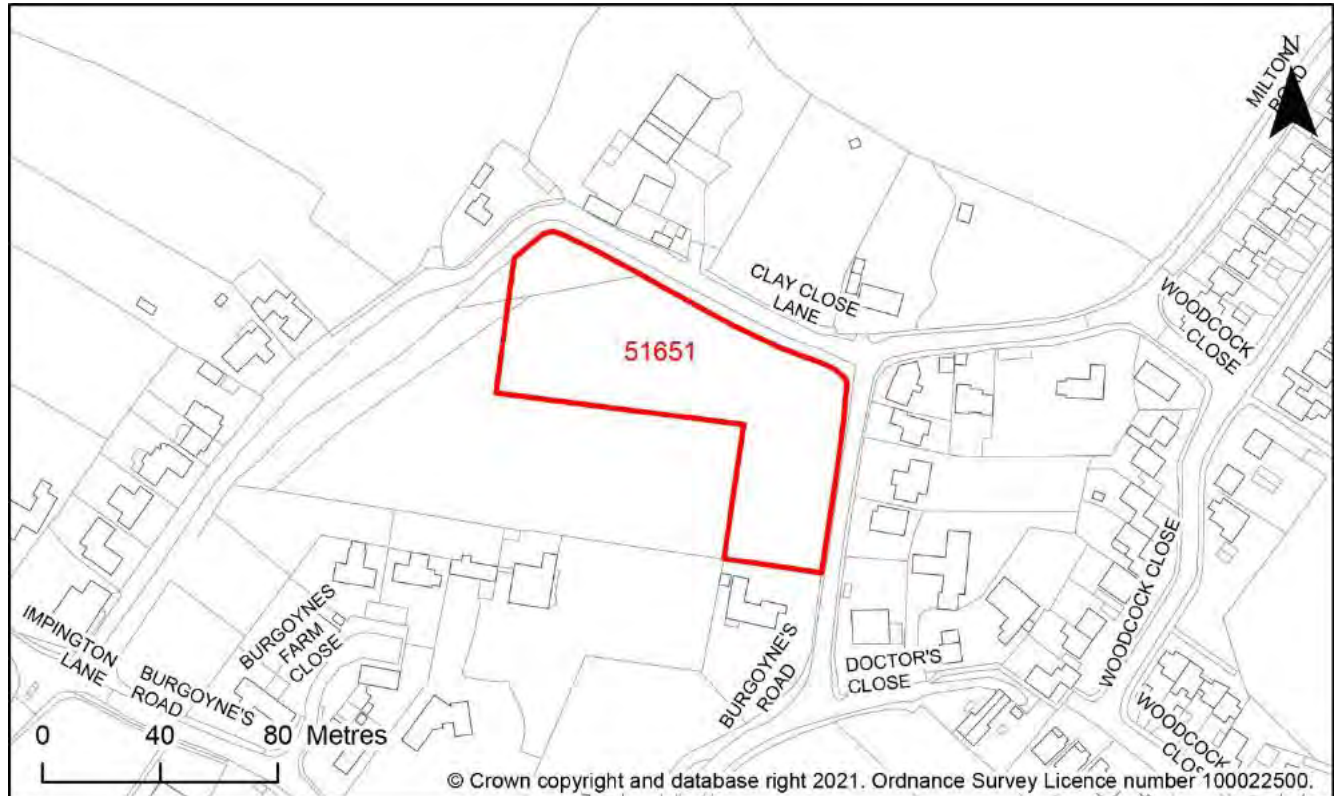 N
MILTON
ROAD
CLAY CLOSE
LANE
WOODCOCK
CLOSE
51651
WOODCOCK CLOSE
BURGOYNES
FARM
CLOSE
IMPINGTON
LANE
BURGOYNE'S
ROAD
BURGOYNE'S
ROAD
DOCTOR'S
CLOSE
WOODCOCK
0 40 80 Metres
© Crown copyright and database right 2021. Ordnance Survey Licence number 100022500.